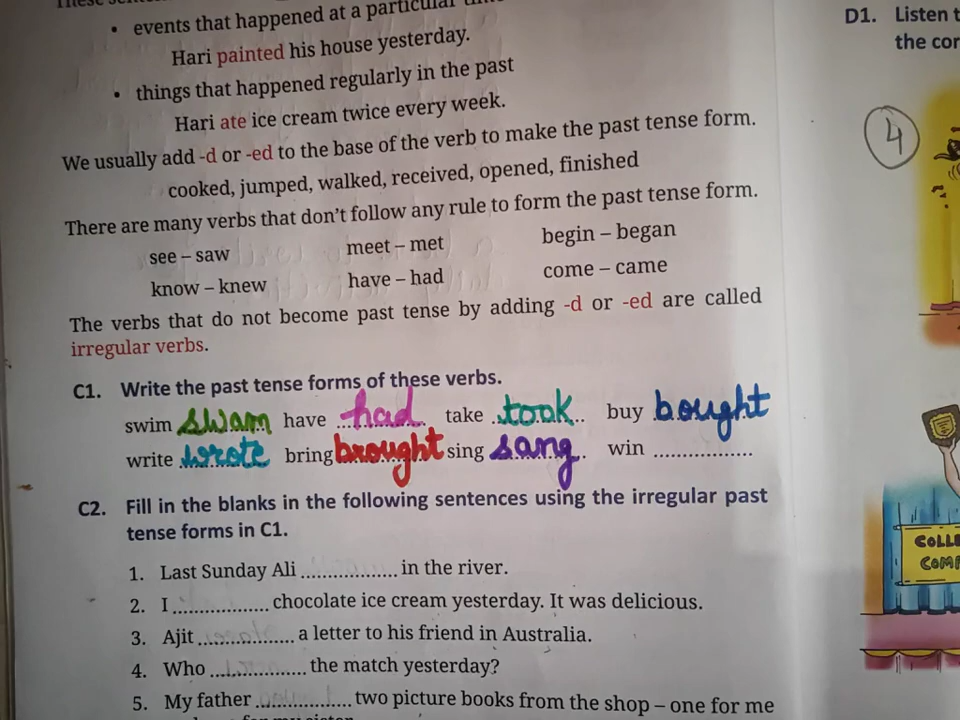 events that happened at a particular
D1. Listen
Hari painted his house yesterday.
the
things that happened regularly in the past
Hari ate ice cream twice every week.
4
We usually add -d or -ed to the base of the verb to make the past tense form.
cooked, jumped, walked, received, opened, finished
There are many verbs that don't follow any rule to form the past tense form.
see – saw meet – met begin – began
know – knew have – had come – came
The verbs that do not become past tense by adding -d or -ed are called
irregular verbs.
C1. Write the past tense forms of these verbs.
swim swam have had take took buy bought
write wrote bring brought sing sang win ..................
C2. Fill in the blanks in the following sentences using the irregular past
tense forms in C1.
1. Last Sunday Ali .................. in the river.
2. I .................. chocolate ice cream yesterday. It was delicious.
3. Ajit .................. a letter to his friend in Australia.
4. Who .................. the match yesterday?
5. My father .................. two picture books from the shop – one for me